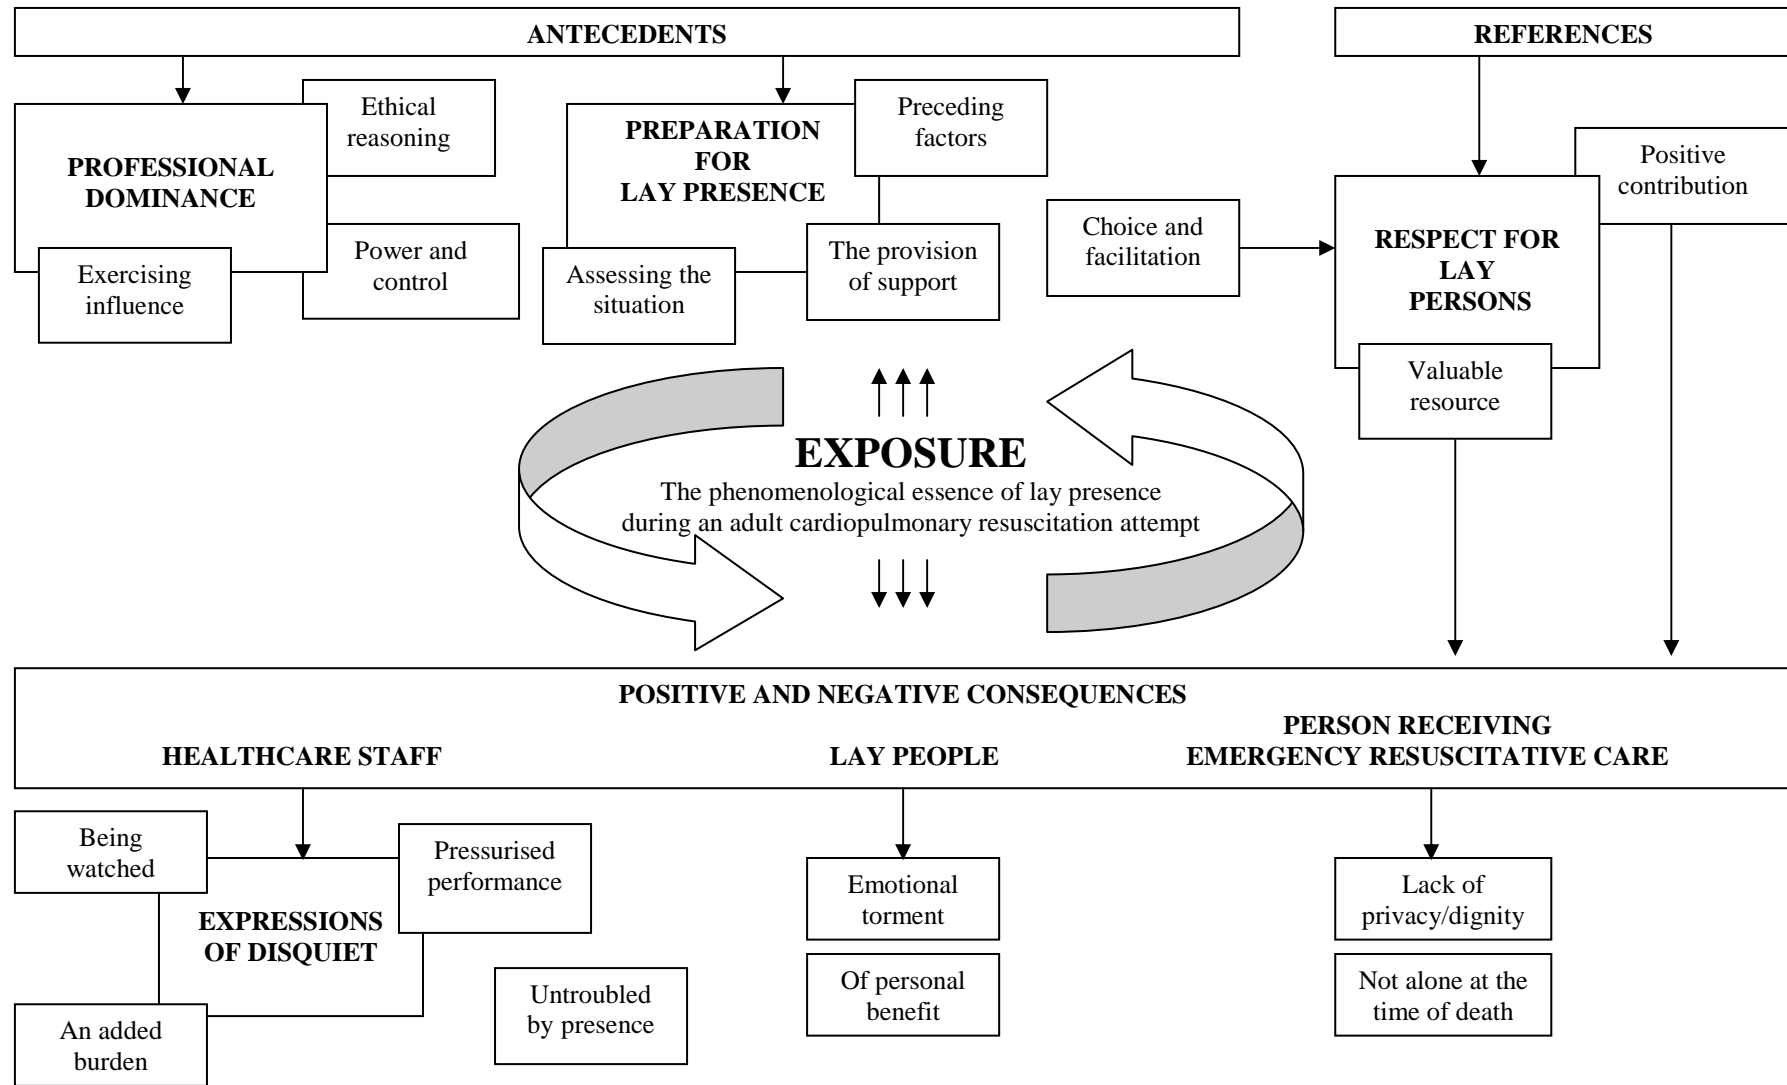 ANTECEDENTS
REFERENCES
Ethical
reasoning
PROFESSIONAL
DOMINANCE
Exercising
influence
Power and
control
PREPARATION
FOR
LAY PRESENCE
Preceding
factors
Assessing the
situation
The provision
of support
Choice and
facilitation
Positive
contribution
RESPECT FOR
LAY
PERSONS
Valuable
resource
EXPOSURE
The phenomenological essence of lay presence
during an adult cardiopulmonary resuscitation attempt
POSITIVE AND NEGATIVE CONSEQUENCES
HEALTHCARE STAFF
LAY PEOPLE
PERSON RECEIVING
EMERGENCY RESUSCITATIVE CARE
Being
watched
Pressurised
performance
EXPRESSIONS
OF DISQUIET
An added
burden
Untroubled
by presence
Emotional
torment
Of personal
benefit
Lack of
privacy/dignity
Not alone at the
time of death